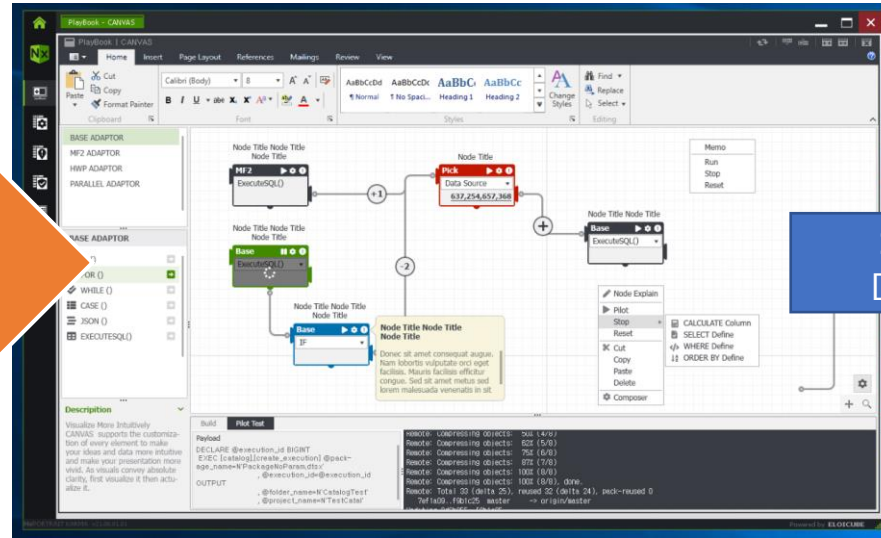 PlayBook - CANVAS
PlayBook | CANVAS
Home Insert Page Layout References Mailings Review View
Paste
Cut
Copy
Format Painter
Clipboard
Calibri (Body) 8
Font
AaBbCcDd AaBbCcDc AaBbC AaBbCc
¶ Normal ¶ No Spaci... Heading 1 Heading 2
Change
Styles
Styles
Find
Replace
Select
Editing
BASE ADAPTOR
MF2 ADAPTOR
HWP ADAPTOR
PARALLEL ADAPTOR
BASE ADAPTER
FOR ()
WHILE ()
CASE ()
JSON ()
EXECUTESQL()
Descripition
Visualize More Intuitively
CANVAS supports the customiza-
tion of every element to make
your ideas and data more intuitive
and make your presentation more
vivid. As visuals convey absolute
clarity, first visualize it then actu-
alize it.
Node Title Node Title
Node Title
MF2
ExecuteSQL()
+1
Node Title
Pick
Data Source
637,254,657,368
+
Node Title Node Title
Node Title
Base
ExecuteSQL()
-2
Node Title Node Title
Base
ExecuteSQL()
Node Title Node Title
Node Title
Base
IF
Node Title Node Title
Node Title
Donec sit amet consequat augue.
Nam lobortis vulputate orci eget
facilisis. Mauris facilisis efficitur
congue. Sed sit amet metus sed
lorem malesuada venenatis in sit
Memo
Run
Stop
Reset
Node Explain
Pilot
Stop
Reset
Cut
Copy
Paste
Delete
Composer
CALCULATE Column
SELECT Define
WHERE Define
ORDER BY Define
Build Pilot Test
Payload
DECLARE @execution_id BIGINT
EXEC [catalog].[create_execution] @pack-
age_name=N'PackageNoParam.dtsx'
, @execution_id=@execution_id
OUTPUT
, @folder_name=N'CatalogTest'
, @project_name=N'TestCatal'
Remote: Compressing objects: 50% (4/8)
Remote: Compressing objects: 62% (5/8)
Remote: Compressing objects: 75% (6/8)
Remote: Compressing objects: 87% (7/8)
Remote: Compressing objects: 100% (8/8)
Remote: Compressing objects: 100% (8/8), done.
Remote: Total 33 (delta 25), reused 32 (delta 24), pack-reused 0
master -> origin/master
Powered by ELOICUBE